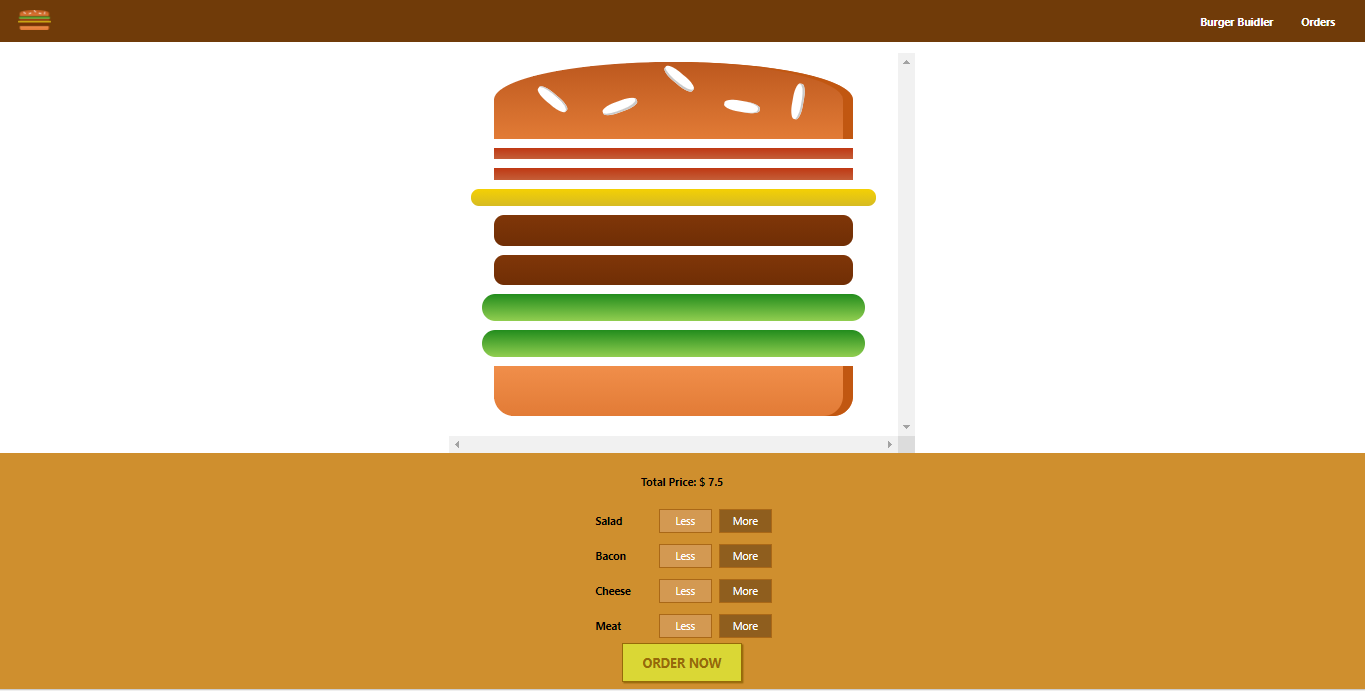 Burger Buidler Orders
Total Price: $ 7.5
Salad Less More
Bacon Less More
Cheese Less More
Meat Less More
ORDER NOW